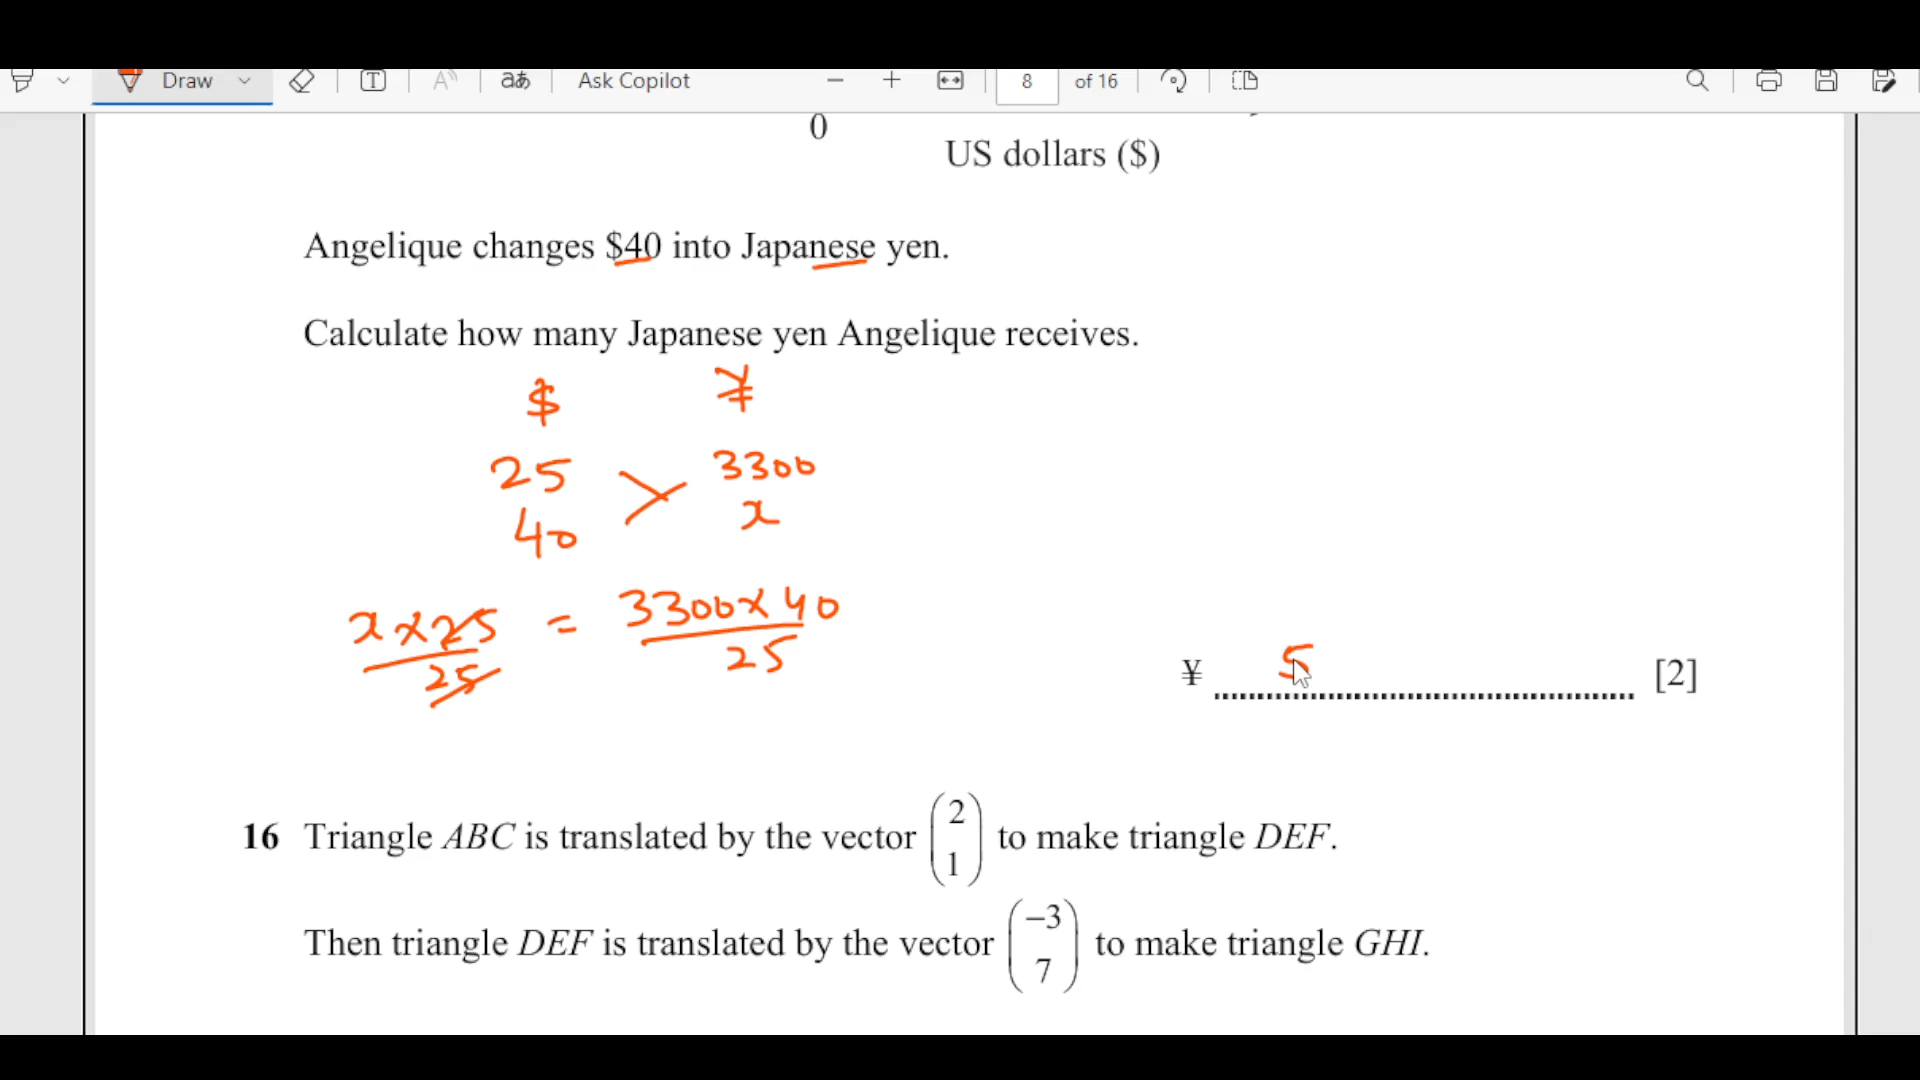 Draw aあ Ask Copilot 8 of 16
0
US dollars ($)
Angelique changes $40 into Japanese yen.
Calculate how many Japanese yen Angelique receives.
$ ¥
25 3300
40 x
x × 25 = 3300 × 40
25 25
¥ 5 [2]
16 Triangle ABC is translated by the vector (2 1) to make triangle DEF.
Then triangle DEF is translated by the vector (−3 7) to make triangle GHI.